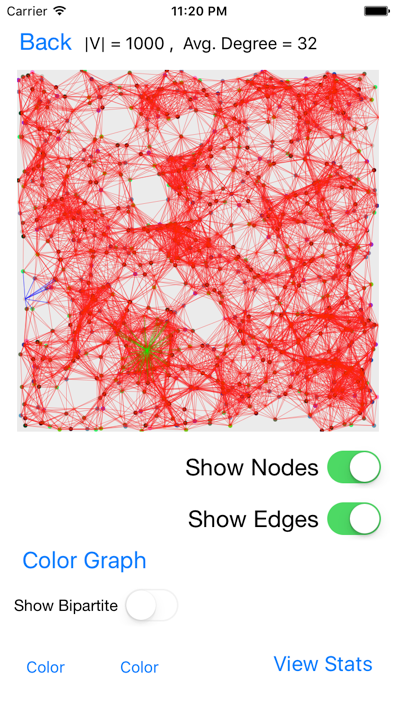 Carrier 11:20 PM
Back |V| = 1000 , Avg. Degree = 32
Show Nodes
Show Edges
Color Graph
Show Bipartite
Color Color View Stats